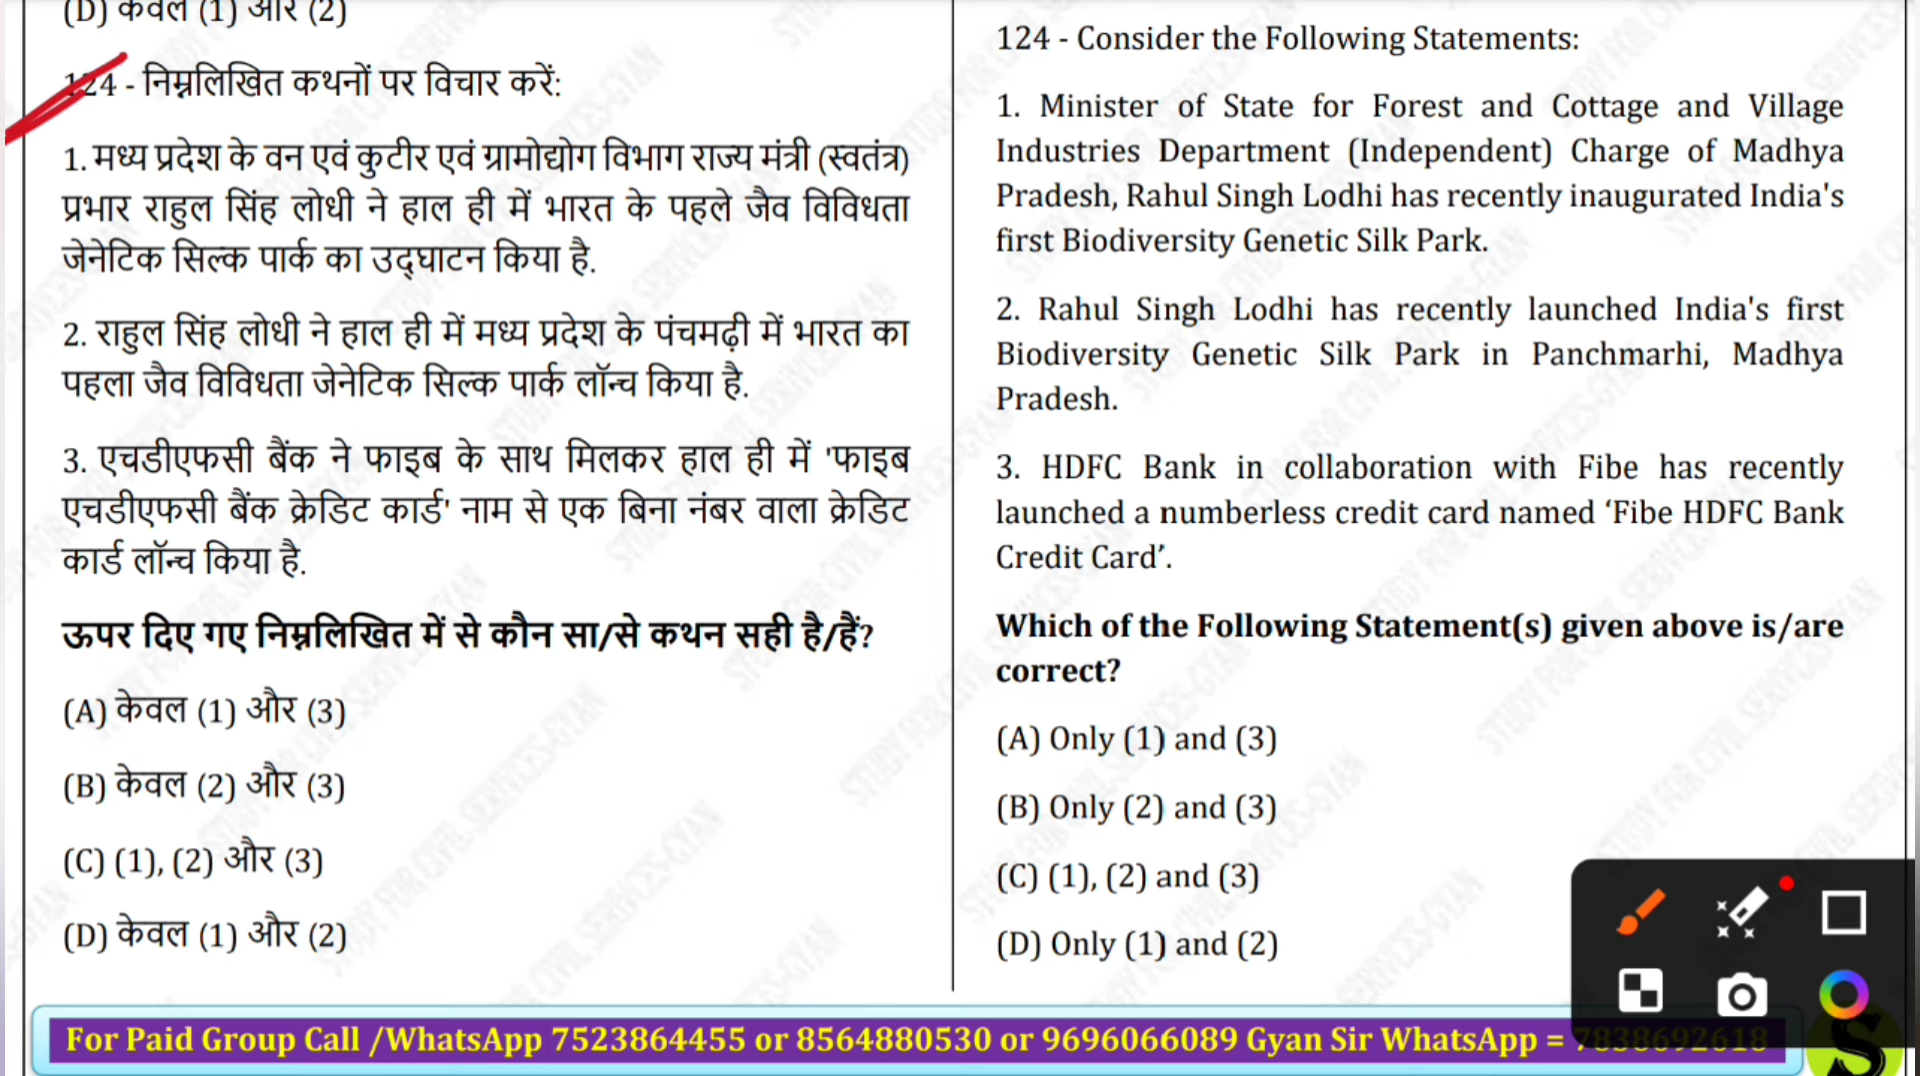 (D) केवल (1) और (2)
124 - निम्नलिखित कथनों पर विचार करें:
1. मध्य प्रदेश के वन एवं कुटीर एवं ग्रामोद्योग विभाग राज्य मंत्री (स्वतंत्र)
प्रभार राहुल सिंह लोधी ने हाल ही में भारत के पहले जैव विविधता
जेनेटिक सिल्क पार्क का उद्घाटन किया है.
2. राहुल सिंह लोधी ने हाल ही में मध्य प्रदेश के पंचमढ़ी में भारत का
पहला जैव विविधता जेनेटिक सिल्क पार्क लॉन्च किया है.
3. एचडीएफसी बैंक ने फाइब के साथ मिलकर हाल ही में 'फाइब
एचडीएफसी बैंक क्रेडिट कार्ड' नाम से एक बिना नंबर वाला क्रेडिट
कार्ड लॉन्च किया है.
ऊपर दिए गए निम्नलिखित में से कौन सा/से कथन सही है/हैं?
(A) केवल (1) और (3)
(B) केवल (2) और (3)
(C) (1), (2) और (3)
(D) केवल (1) और (2)
124 - Consider the Following Statements:
1. Minister of State for Forest and Cottage and Village
Industries Department (Independent) Charge of Madhya
Pradesh, Rahul Singh Lodhi has recently inaugurated India's
first Biodiversity Genetic Silk Park.
2. Rahul Singh Lodhi has recently launched India's first
Biodiversity Genetic Silk Park in Panchmarhi, Madhya
Pradesh.
3. HDFC Bank in collaboration with Fibe has recently
launched a numberless credit card named ‘Fibe HDFC Bank
Credit Card’.
Which of the Following Statement(s) given above is/are
correct?
(A) Only (1) and (3)
(B) Only (2) and (3)
(C) (1), (2) and (3)
(D) Only (1) and (2)
For Paid Group Call /WhatsApp 7523864455 or 8564880530 or 9696066089 Gyan Sir WhatsApp = 7838692618
S